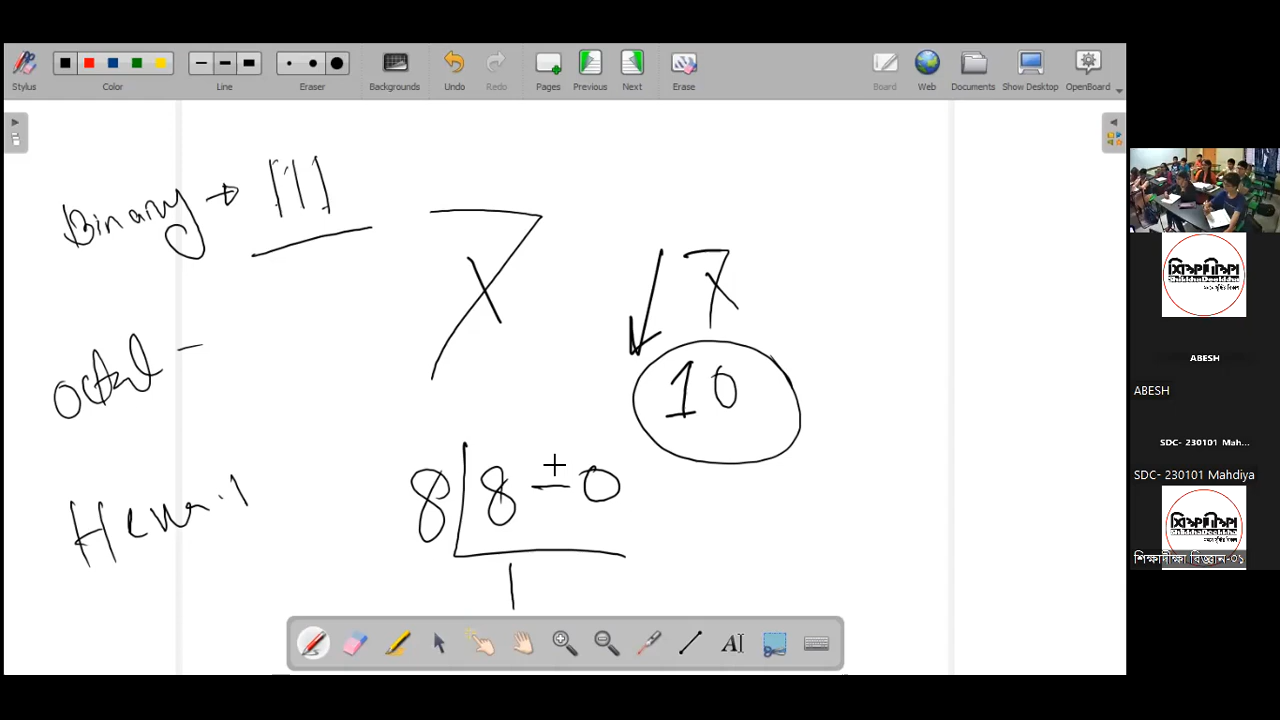 Stylus
Color
Line
Eraser
Backgrounds
Undo
Redo
Pages
Previous
Next
Erase
Board
Web
Documents
Show Desktop
OpenBoard
Binary → 111
7
7
10
octal -
8 | 8 - 0
1
শিক্ষাদীক্ষা
ABESH
ABESH
SDC- 230101 Mah...
SDC- 230101 Mahdiya
শিক্ষাদীক্ষা
শিক্ষাদীক্ষা বিজ্ঞান-০১